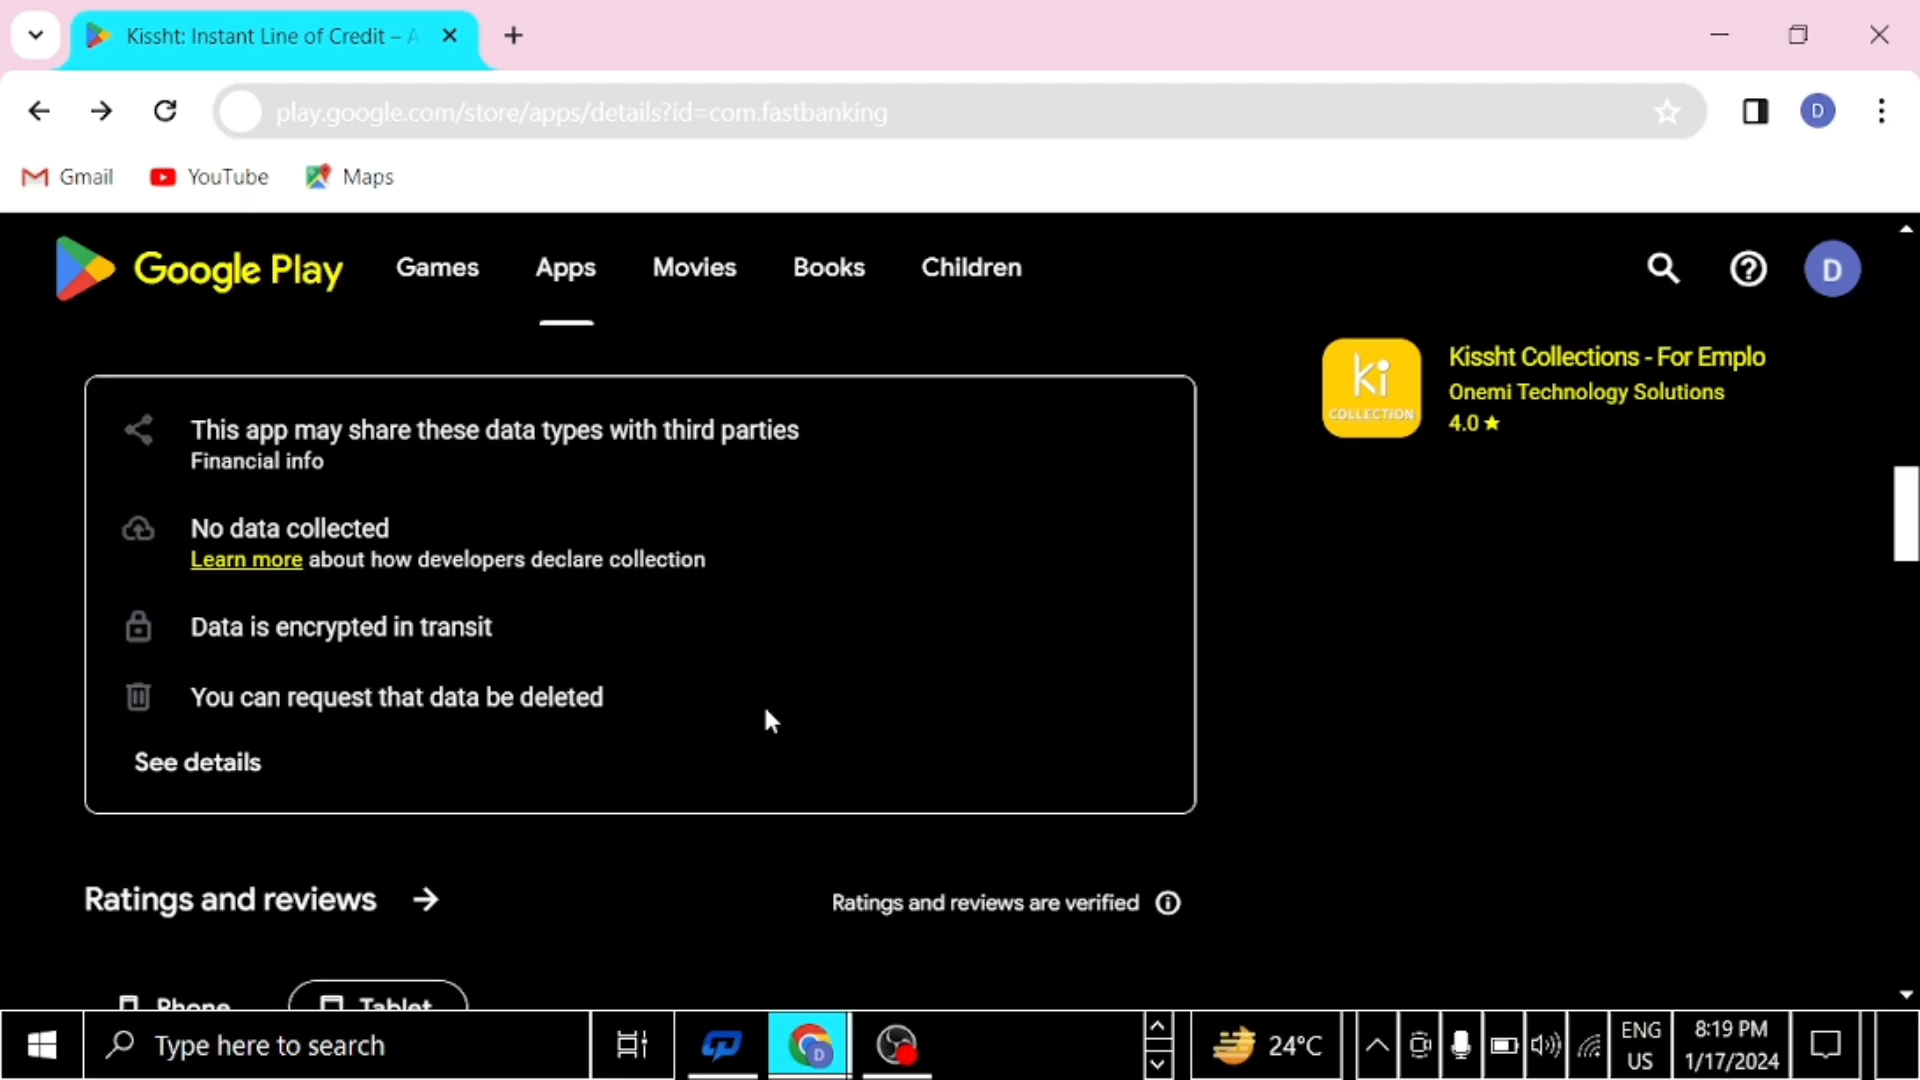 Kissht: Instant Line of Credit – A
play.google.com/store/apps/details?id=com.fastbanking
D
Gmail
YouTube
Maps
Google Play
Games
Apps
Movies
Books
Children
D
ki
COLLECTION
Kissht Collections - For Emplo
Onemi Technology Solutions
4.0 ★
This app may share these data types with third parties
Financial info
No data collected
Learn more about how developers declare collection
Data is encrypted in transit
You can request that data be deleted
See details
Ratings and reviews
Ratings and reviews are verified
Phone
Tablet
Type here to search
D
24°C
ENG
US
8:19 PM
1/17/2024